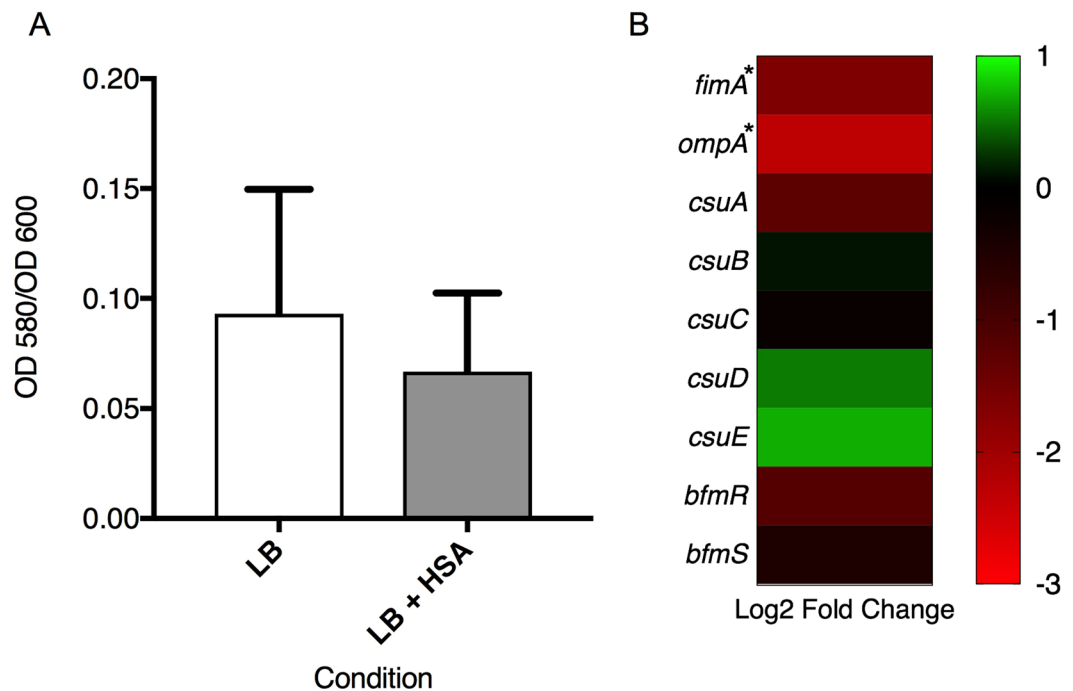 A
OD 580/OD 600
0.20
0.15
0.10
0.05
0.00
LB
LB + HSA
Condition
B
fimA*
ompA*
csuA
csuB
csuC
csuD
csuE
bfmR
bfmS
Log2 Fold Change
1
0
-1
-2
-3